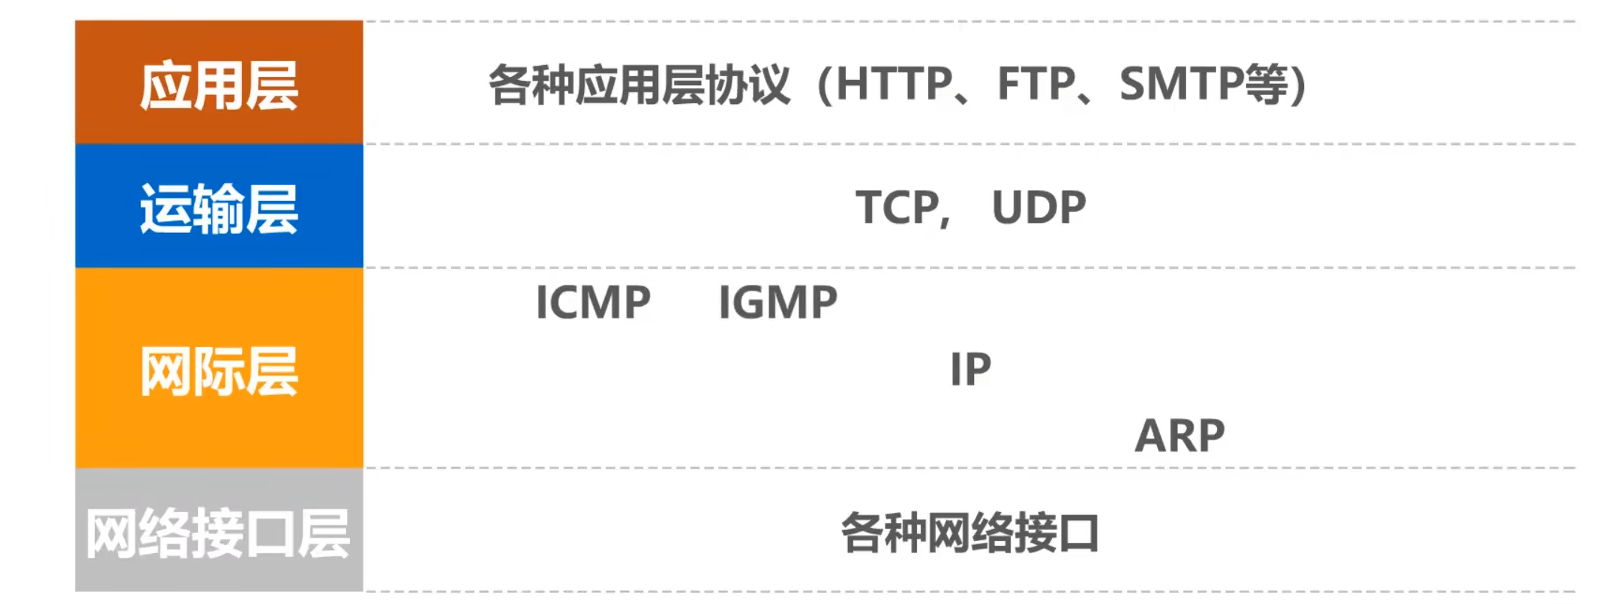 应用层 各种应用层协议（HTTP、FTP、SMTP等）
运输层 TCP, UDP
ICMP IGMP
网际层 IP
ARP
网络接口层 各种网络接口